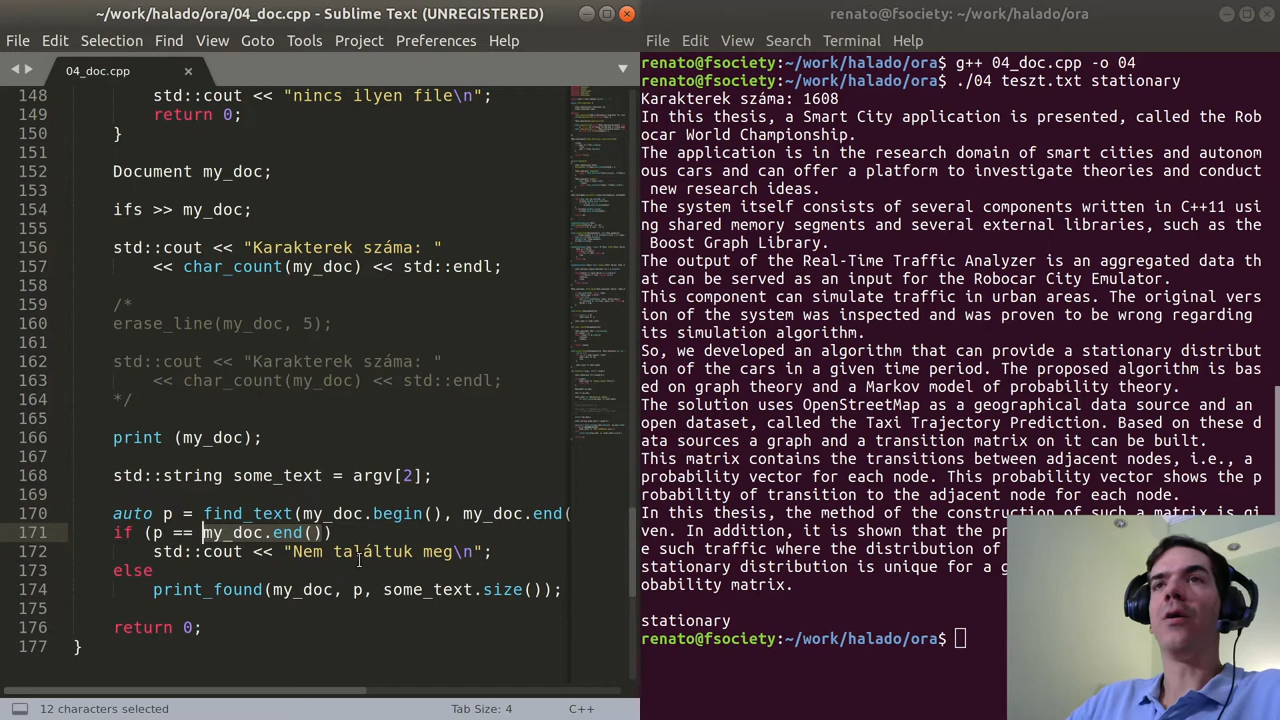 ~/work/halado/ora/04_doc.cpp - Sublime Text (UNREGISTERED)
File Edit Selection Find View Goto Tools Project Preferences Help
04_doc.cpp
148 std::cout << "nincs ilyen file\n";
149 return 0;
150 }
151
152 Document my_doc;
153
154 ifs >> my_doc;
155
156 std::cout << "Karakterek száma: "
157 << char_count(my_doc) << std::endl;
158
159 /*
160 erase_line(my_doc, 5);
161
162 std::cout << "Karakterek száma: "
163 << char_count(my_doc) << std::endl;
164 */
165
166 print (my_doc);
167
168 std::string some_text = argv[2];
169
170 auto p = find_text(my_doc.begin(), my_doc.end(
171 if (p == my_doc.end())
172 std::cout << "Nem találtuk meg\n";
173 else
174 print_found(my_doc, p, some_text.size());
175
176 return 0;
177 }
12 characters selected
Tab Size: 4
C++
renato@fsociety: ~/work/halado/ora
File Edit View Search Terminal Help
renato@fsociety:~/work/halado/ora$ g++ 04_doc.cpp -o 04
renato@fsociety:~/work/halado/ora$ ./04 teszt.txt stationary
Karakterek száma: 1608
In this thesis, a Smart City application is presented, called the Rob
ocar World Championship.
The application is in the research domain of smart cities and autonom
ous cars and can offer a platform to investigate theories and conduct
new research ideas.
The system itself consists of several components written in C++11 usi
ng shared memory segments and several external libraries, such as the
Boost Graph Library.
The output of the Real-Time Traffic Analyzer is an aggregated data th
at can be served as an input for the Robocar City Emulator.
This component can simulate traffic in urban areas. The original vers
ion of the system was inspected and was proven to be wrong regarding
its simulation algorithm.
So, we developed an algorithm that can provide a stationary distribut
ion of the cars in a given time period. The proposed algorithm is bas
ed on graph theory and a Markov model of probability theory.
The solution uses OpenStreetMap as a geographical data source and an
open dataset, called the Taxi Trajectory Prediction. Based on these d
ata sources a graph and a transition matrix on it can be built.
This matrix contains the transitions between adjacent nodes, i.e., a
probability vector for each node. This probability vector shows the p
robability of transition to the adjacent node for each node.
In this thesis, the method of the construction of this matrix is gi
ven. In addition, it is
e such traffic where the distribution of
stationary distribution is unique for a g
obability matrix.
stationary
renato@fsociety:~/work/halado/ora$